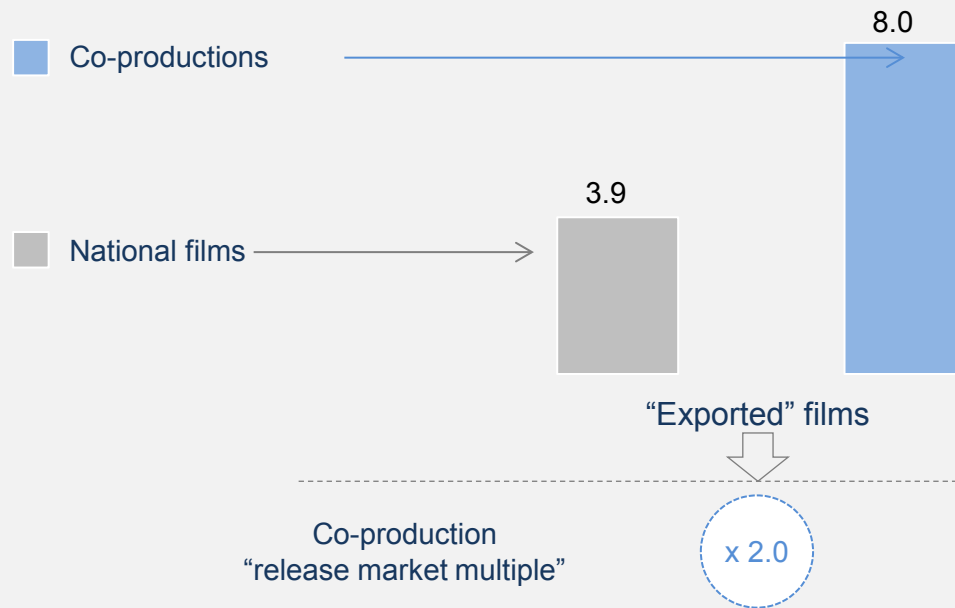 8.0
Co-productions
3.9
National films
“Exported” films
Co-production
“release market multiple”
x 2.0